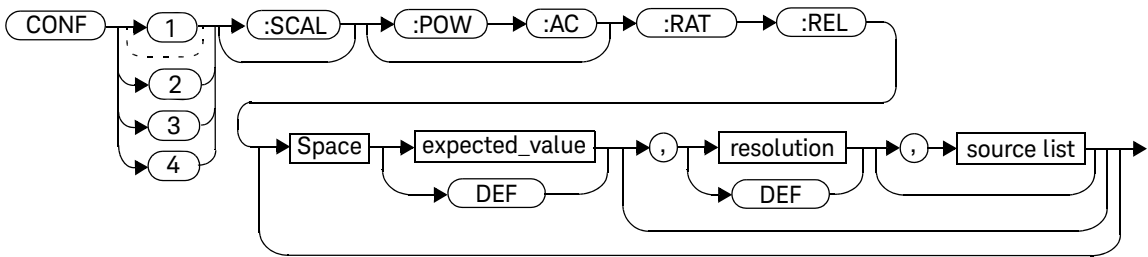 CONF 1 :SCAL :POW :AC :RAT :REL
2
3
4
Space expected_value , resolution , source list
DEF DEF